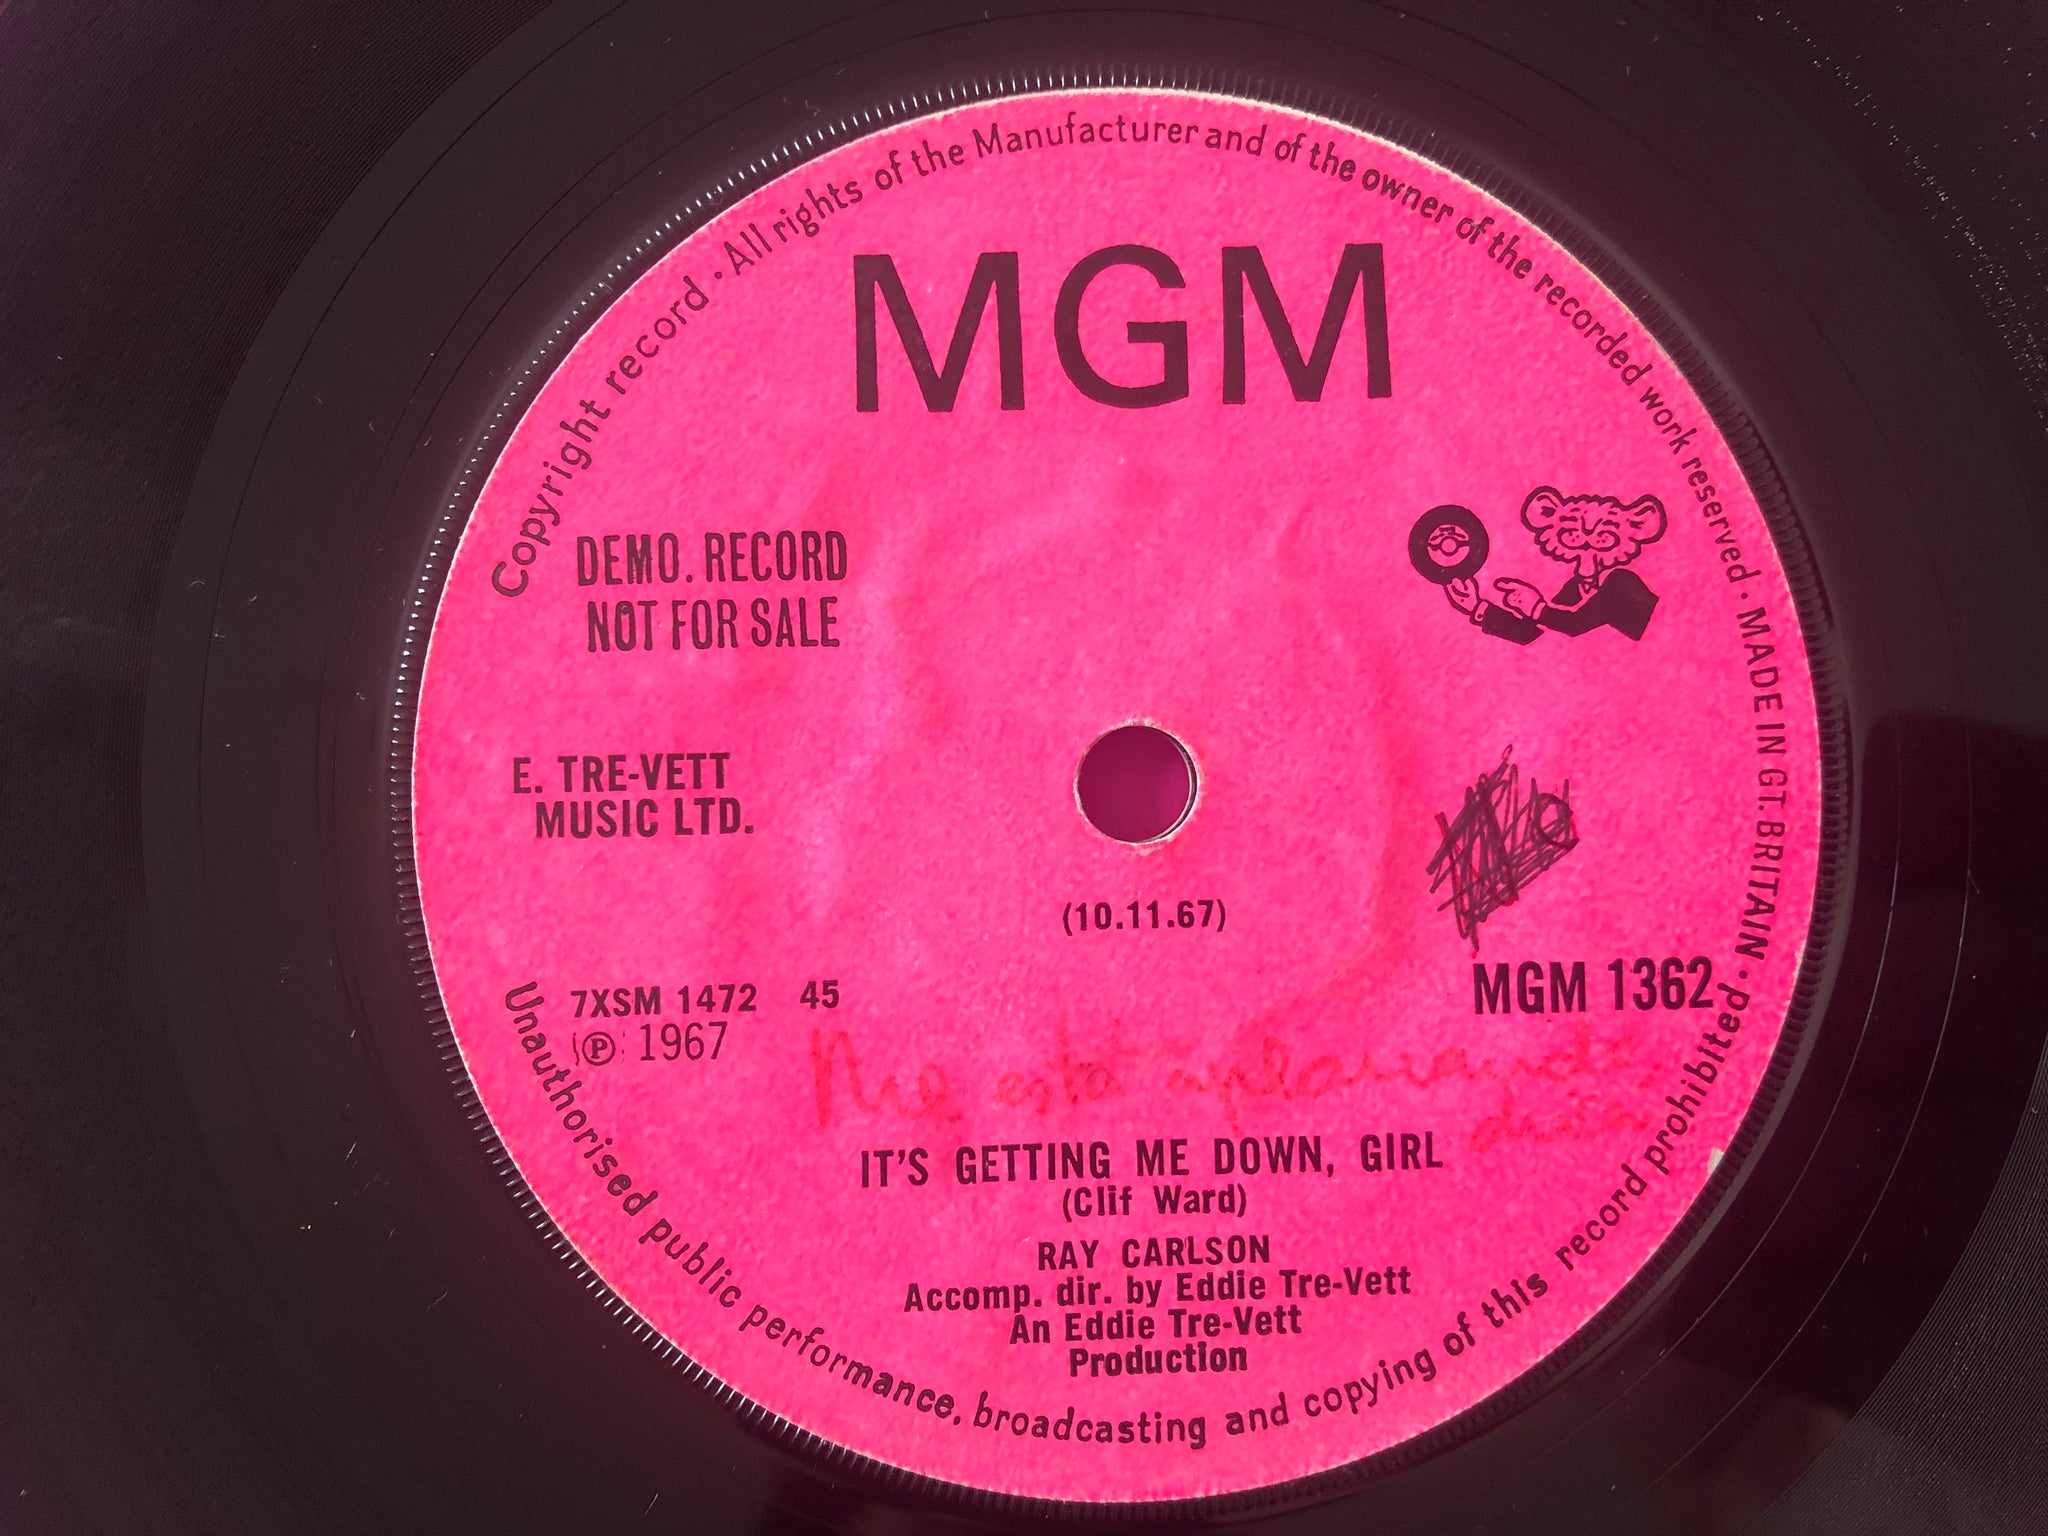 Copyright record · All rights of the Manufacturer and of the owner of the recorded work reserved · MADE IN GT. BRITAIN ·
MGM
DEMO. RECORD
NOT FOR SALE
E. TRE-VETT
MUSIC LTD.
(10.11.67)
7XSM 1472 45
℗ 1967
MGM 1362
Me está
IT'S GETTING ME DOWN, GIRL
(Clif Ward)
RAY CARLSON
Accomp. dir. by Eddie Tre-Vett
An Eddie Tre-Vett
Production
Unauthorised public performance, broadcasting and copying of this record prohibited ·